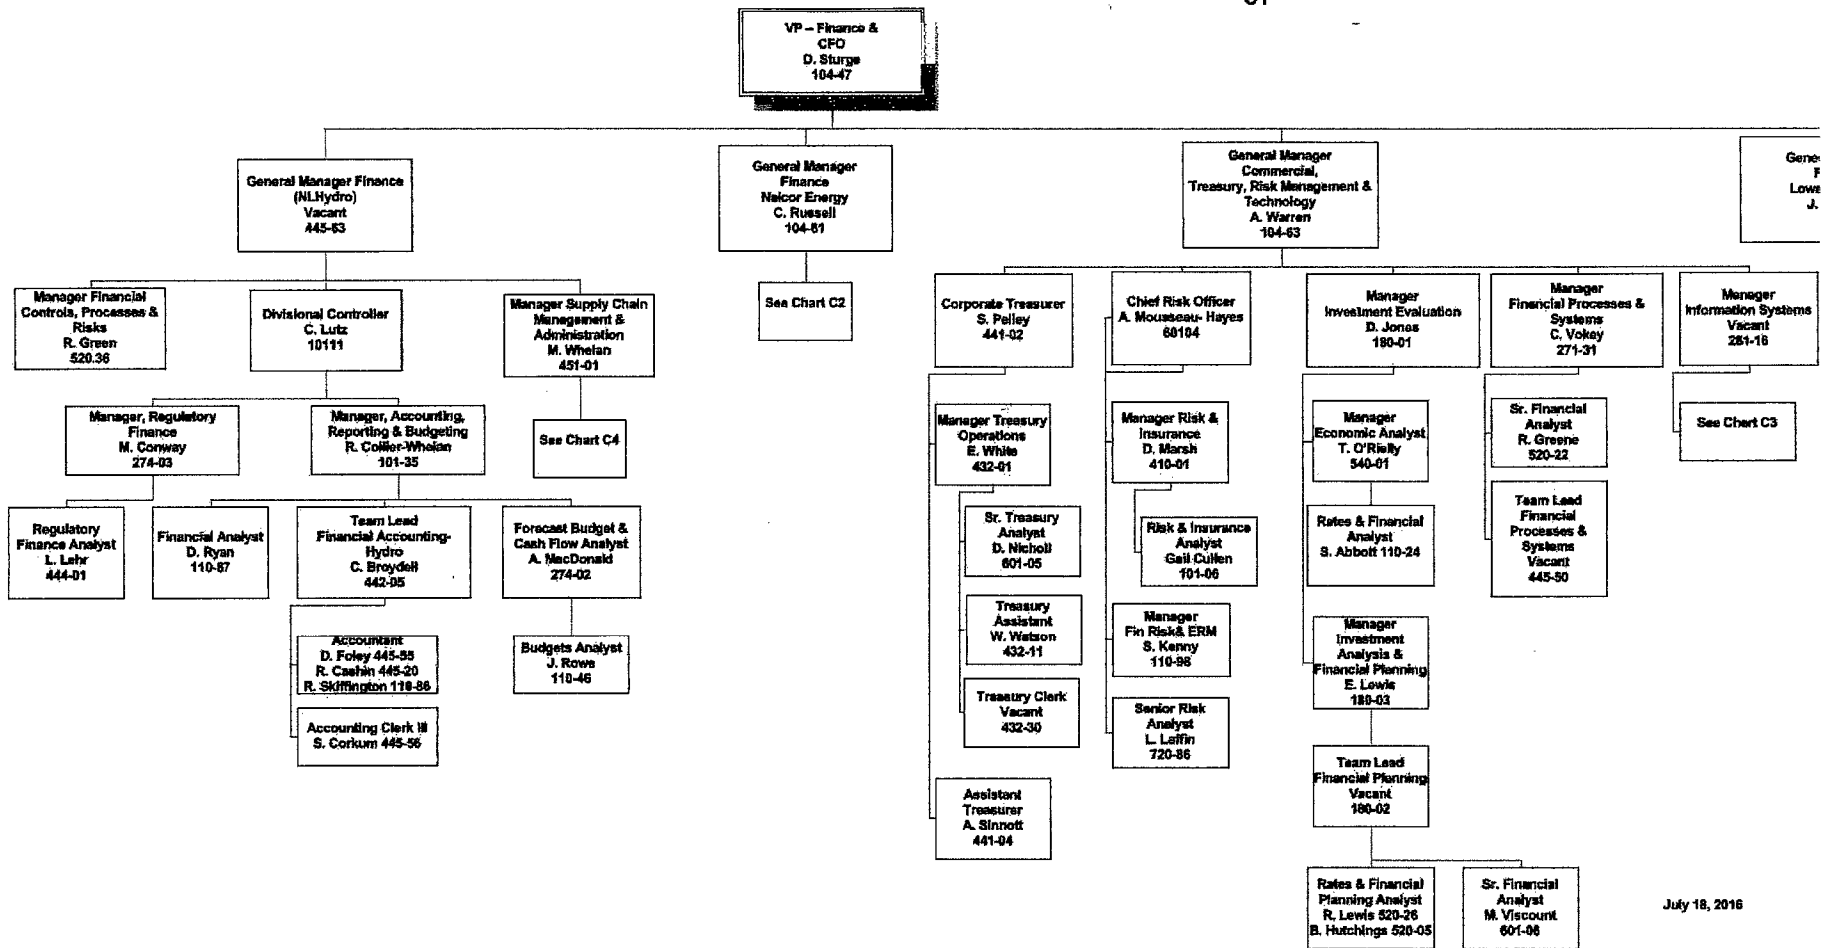 VP – Finance &
CFO
D. Sturge
104-47
General Manager Finance
(NLHydro)
Vacant
445-63
General Manager
Finance
Nalcor Energy
C. Russell
104-61
General Manager
Commercial,
Treasury, Risk Management &
Technology
A. Warren
104-63
J.
Manager Financial
Controls, Processes &
Risks
R. Green
520.36
Divisional Controller
C. Lutz
10111
Manager Supply Chain
Management &
Administration
M. Whelan
451-01
See Chart C2
Corporate Treasurer
S. Pelley
441-02
Chief Risk Officer
A. Mousseau- Hayes
60104
Manager
Investment Evaluation
D. Jones
180-01
Manager
Financial Processes &
Systems
C. Vokey
271-31
Manager
Information Systems
Vacant
251-16
Manager, Regulatory
Finance
M. Conway
274-03
Manager, Accounting,
Reporting & Budgeting
R. Collier-Whelan
101-35
See Chart C4
Manager Treasury
Operations
E. White
432-01
Manager Risk &
Insurance
D. Marsh
410-01
Manager
Economic Analyst
T. O'Rielly
540-01
Sr. Financial
Analyst
R. Greene
520-22
See Chart C3
Regulatory
Finance Analyst
L. Lehr
444-01
Financial Analyst
D. Ryan
110-87
Team Lead
Financial Accounting-
Hydro
C. Broydell
442-05
Forecast Budget &
Cash Flow Analyst
A. MacDonald
274-02
Sr. Treasury
Analyst
D. Nicholl
601-05
Risk & Insurance
Analyst
Gail Cullen
101-06
Rates & Financial
Analyst
S. Abbott 110-24
Team Lead
Financial
Processes &
Systems
Vacant
445-50
Accountant
D. Foley 445-55
R. Cashin 445-20
R. Skiffington 110-86
Budgets Analyst
J. Rowe
110-46
Treasury
Assistant
W. Watson
432-11
Manager
Fin Risk& ERM
S. Kenny
110-98
Manager
Investment
Analysis &
Financial Planning
E. Lewis
180-03
Accounting Clerk III
S. Corkum 445-56
Treasury Clerk
Vacant
432-30
Senior Risk
Analyst
L. Laffin
720-86
Team Lead
Financial Planning
Vacant
180-02
Assistant
Treasurer
A. Sinnott
441-04
Rates & Financial
Planning Analyst
R. Lewis 520-26
B. Hutchings 520-05
Sr. Financial
Analyst
M. Viscount
601-06
July 18, 2016